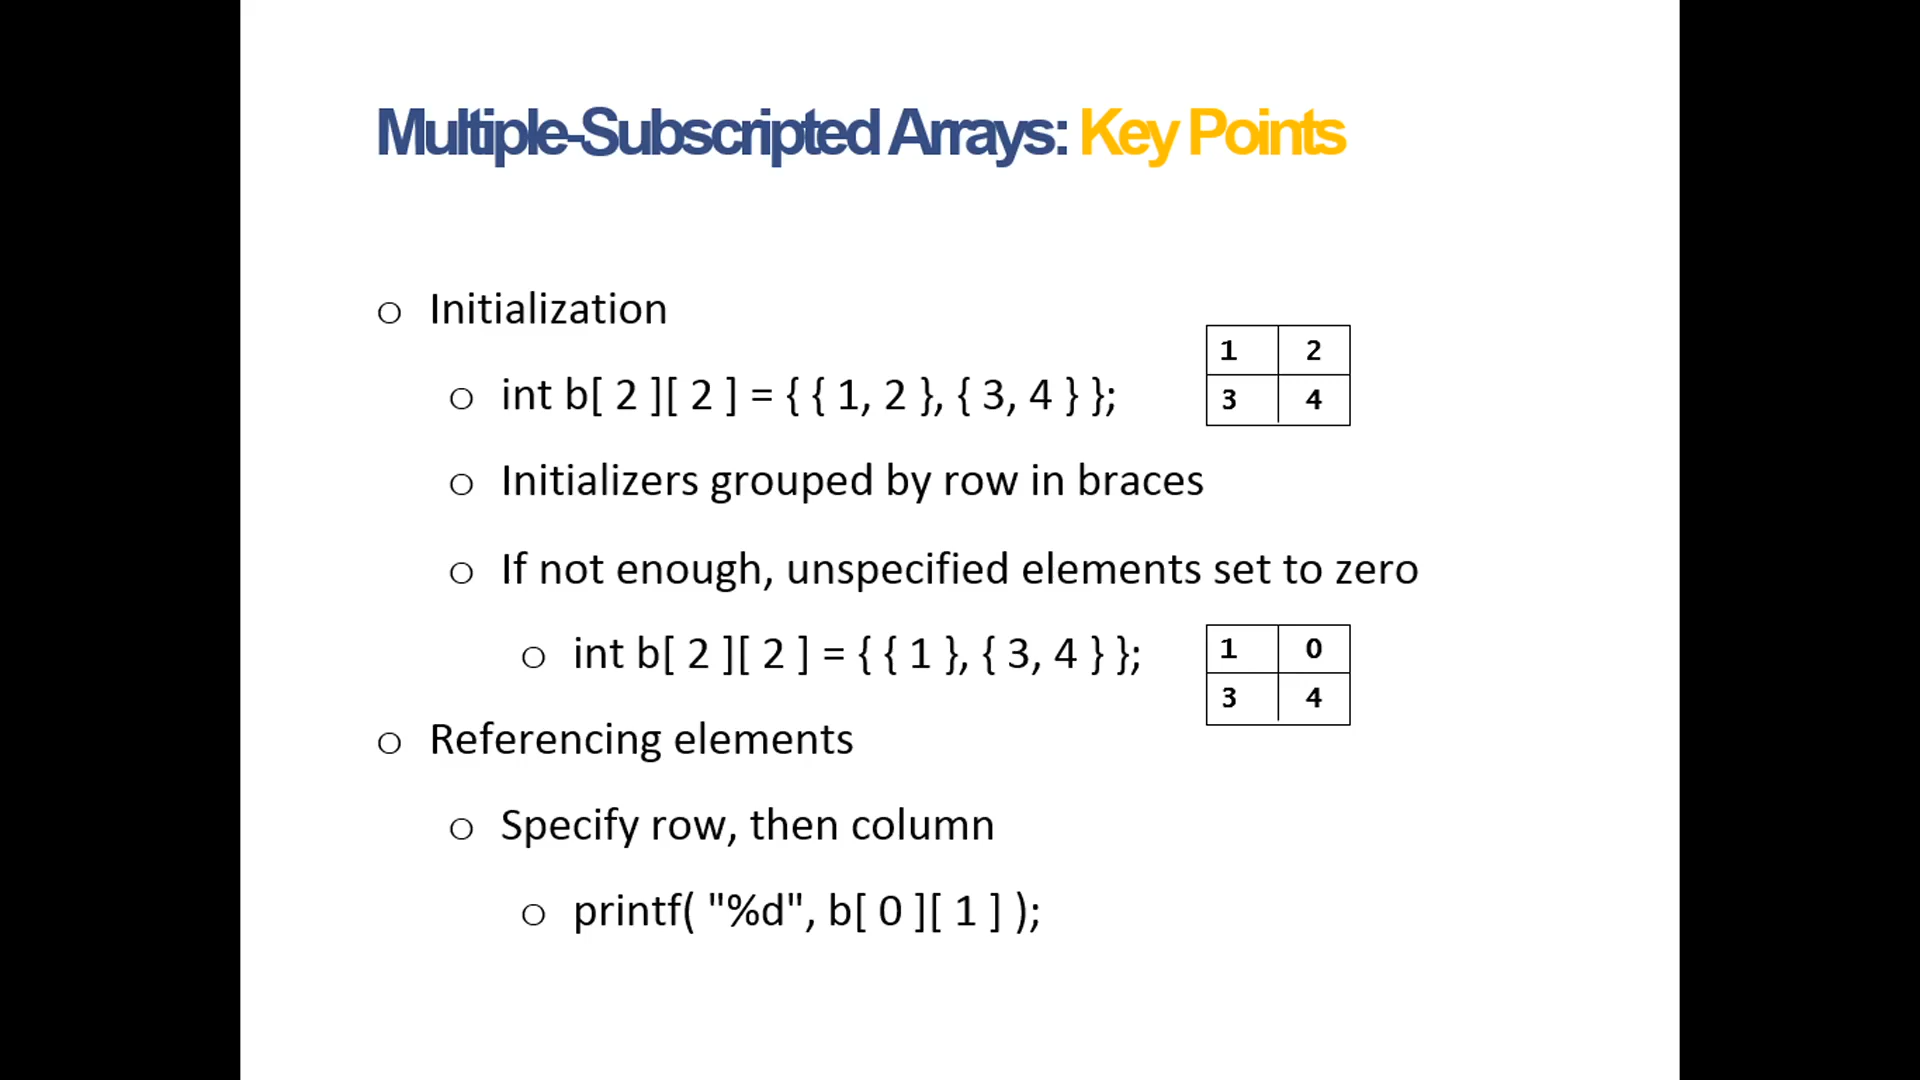 Multiple-Subscripted Arrays: Key Points
o Initialization
o int b[ 2 ][ 2 ] = { { 1, 2 }, { 3, 4 } };
1 2
3 4
o Initializers grouped by row in braces
o If not enough, unspecified elements set to zero
o int b[ 2 ][ 2 ] = { { 1 }, { 3, 4 } };
1 0
3 4
o Referencing elements
o Specify row, then column
o printf( "%d", b[ 0 ][ 1 ] );